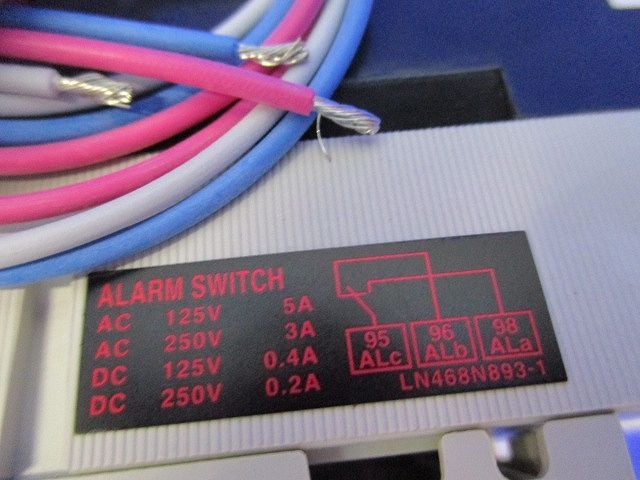 ALARM SWITCH
AC 125V 5A
AC 250V 3A
DC 125V 0.4A
DC 250V 0.2A
95 96 98
ALc ALb ALa
LN468N893-1